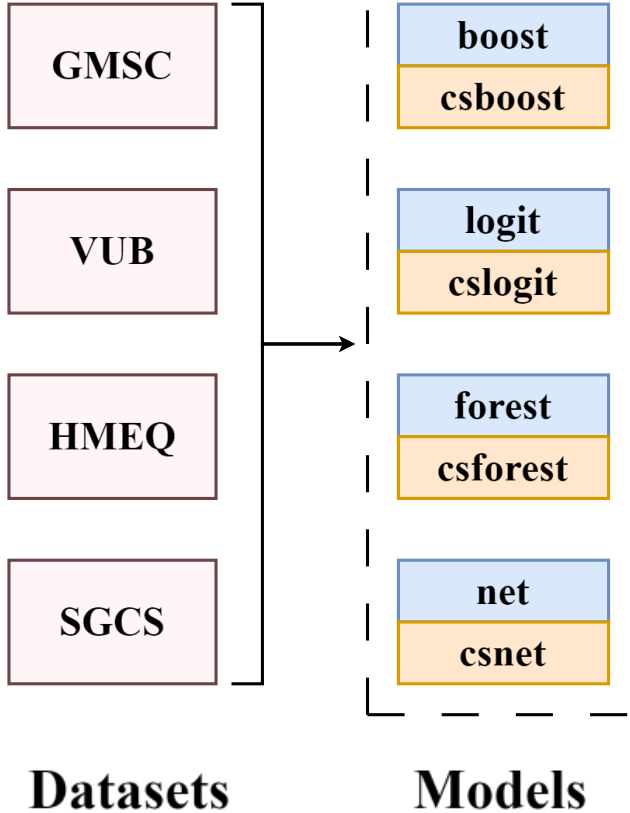 GMSC
VUB
HMEQ
SGCS
Datasets
boost
csboost
logit
cslogit
forest
csforest
net
csnet
Models